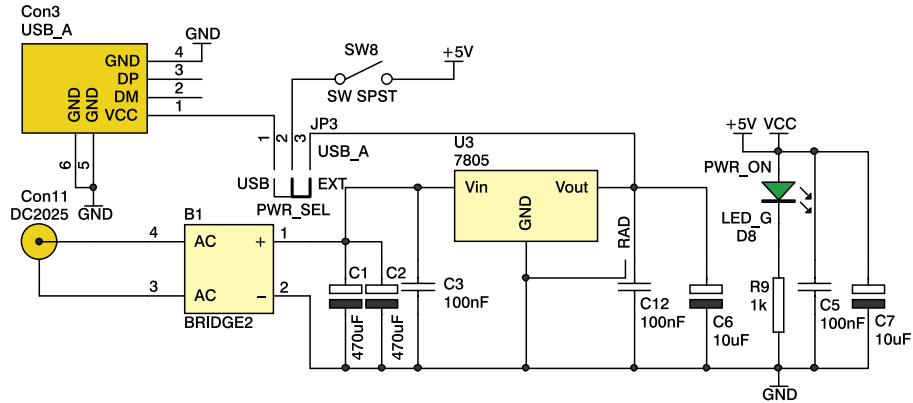 Con3
USB_A
GND
GND
4
DP
3
DM
2
VCC
1
GND
GND
6
5
GND
SW8
SW SPST
+5V
1
2
3
JP3
USB_A
USB
EXT
PWR_SEL
Con11
DC2025
B1
4
AC
+
1
3
AC
–
2
BRIDGE2
C1
470uF
C2
470uF
C3
100nF
U3
7805
Vin
Vout
GND
RAD
C12
100nF
C6
10uF
+5V
VCC
PWR_ON
LED_G
D8
R9
1k
C5
100nF
C7
10uF
GND